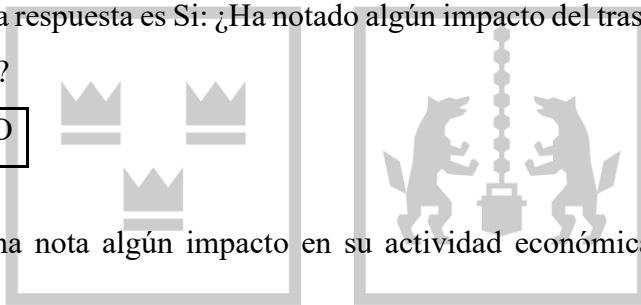 a respuesta es Si: ¿Ha notado algún impacto del tras
?
O
na nota algún impacto en su actividad económica